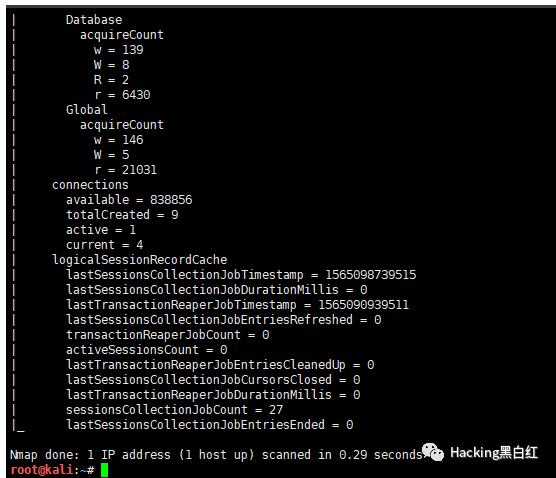 |       Database
|         acquireCount
|           w = 139
|           W = 8
|           R = 2
|           r = 6430
|       Global
|         acquireCount
|           w = 146
|           W = 5
|           r = 21031
|     connections
|       available = 838856
|       totalCreated = 9
|       active = 1
|       current = 4
|     logicalSessionRecordCache
|       lastSessionsCollectionJobTimestamp = 1565098739515
|       lastSessionsCollectionJobDurationMillis = 0
|       lastTransactionReaperJobTimestamp = 1565090939511
|       lastSessionsCollectionJobEntriesRefreshed = 0
|       transactionReaperJobCount = 0
|       activeSessionsCount = 0
|       lastTransactionReaperJobEntriesCleanedUp = 0
|       lastSessionsCollectionJobCursorsClosed = 0
|       lastTransactionReaperJobDurationMillis = 0
|       sessionsCollectionJobCount = 27
|_      lastSessionsCollectionJobEntriesEnded = 0
Nmap done: 1 IP address (1 host up) scanned in 0.29 seconds
Hacking黑白红
root@kali:~#